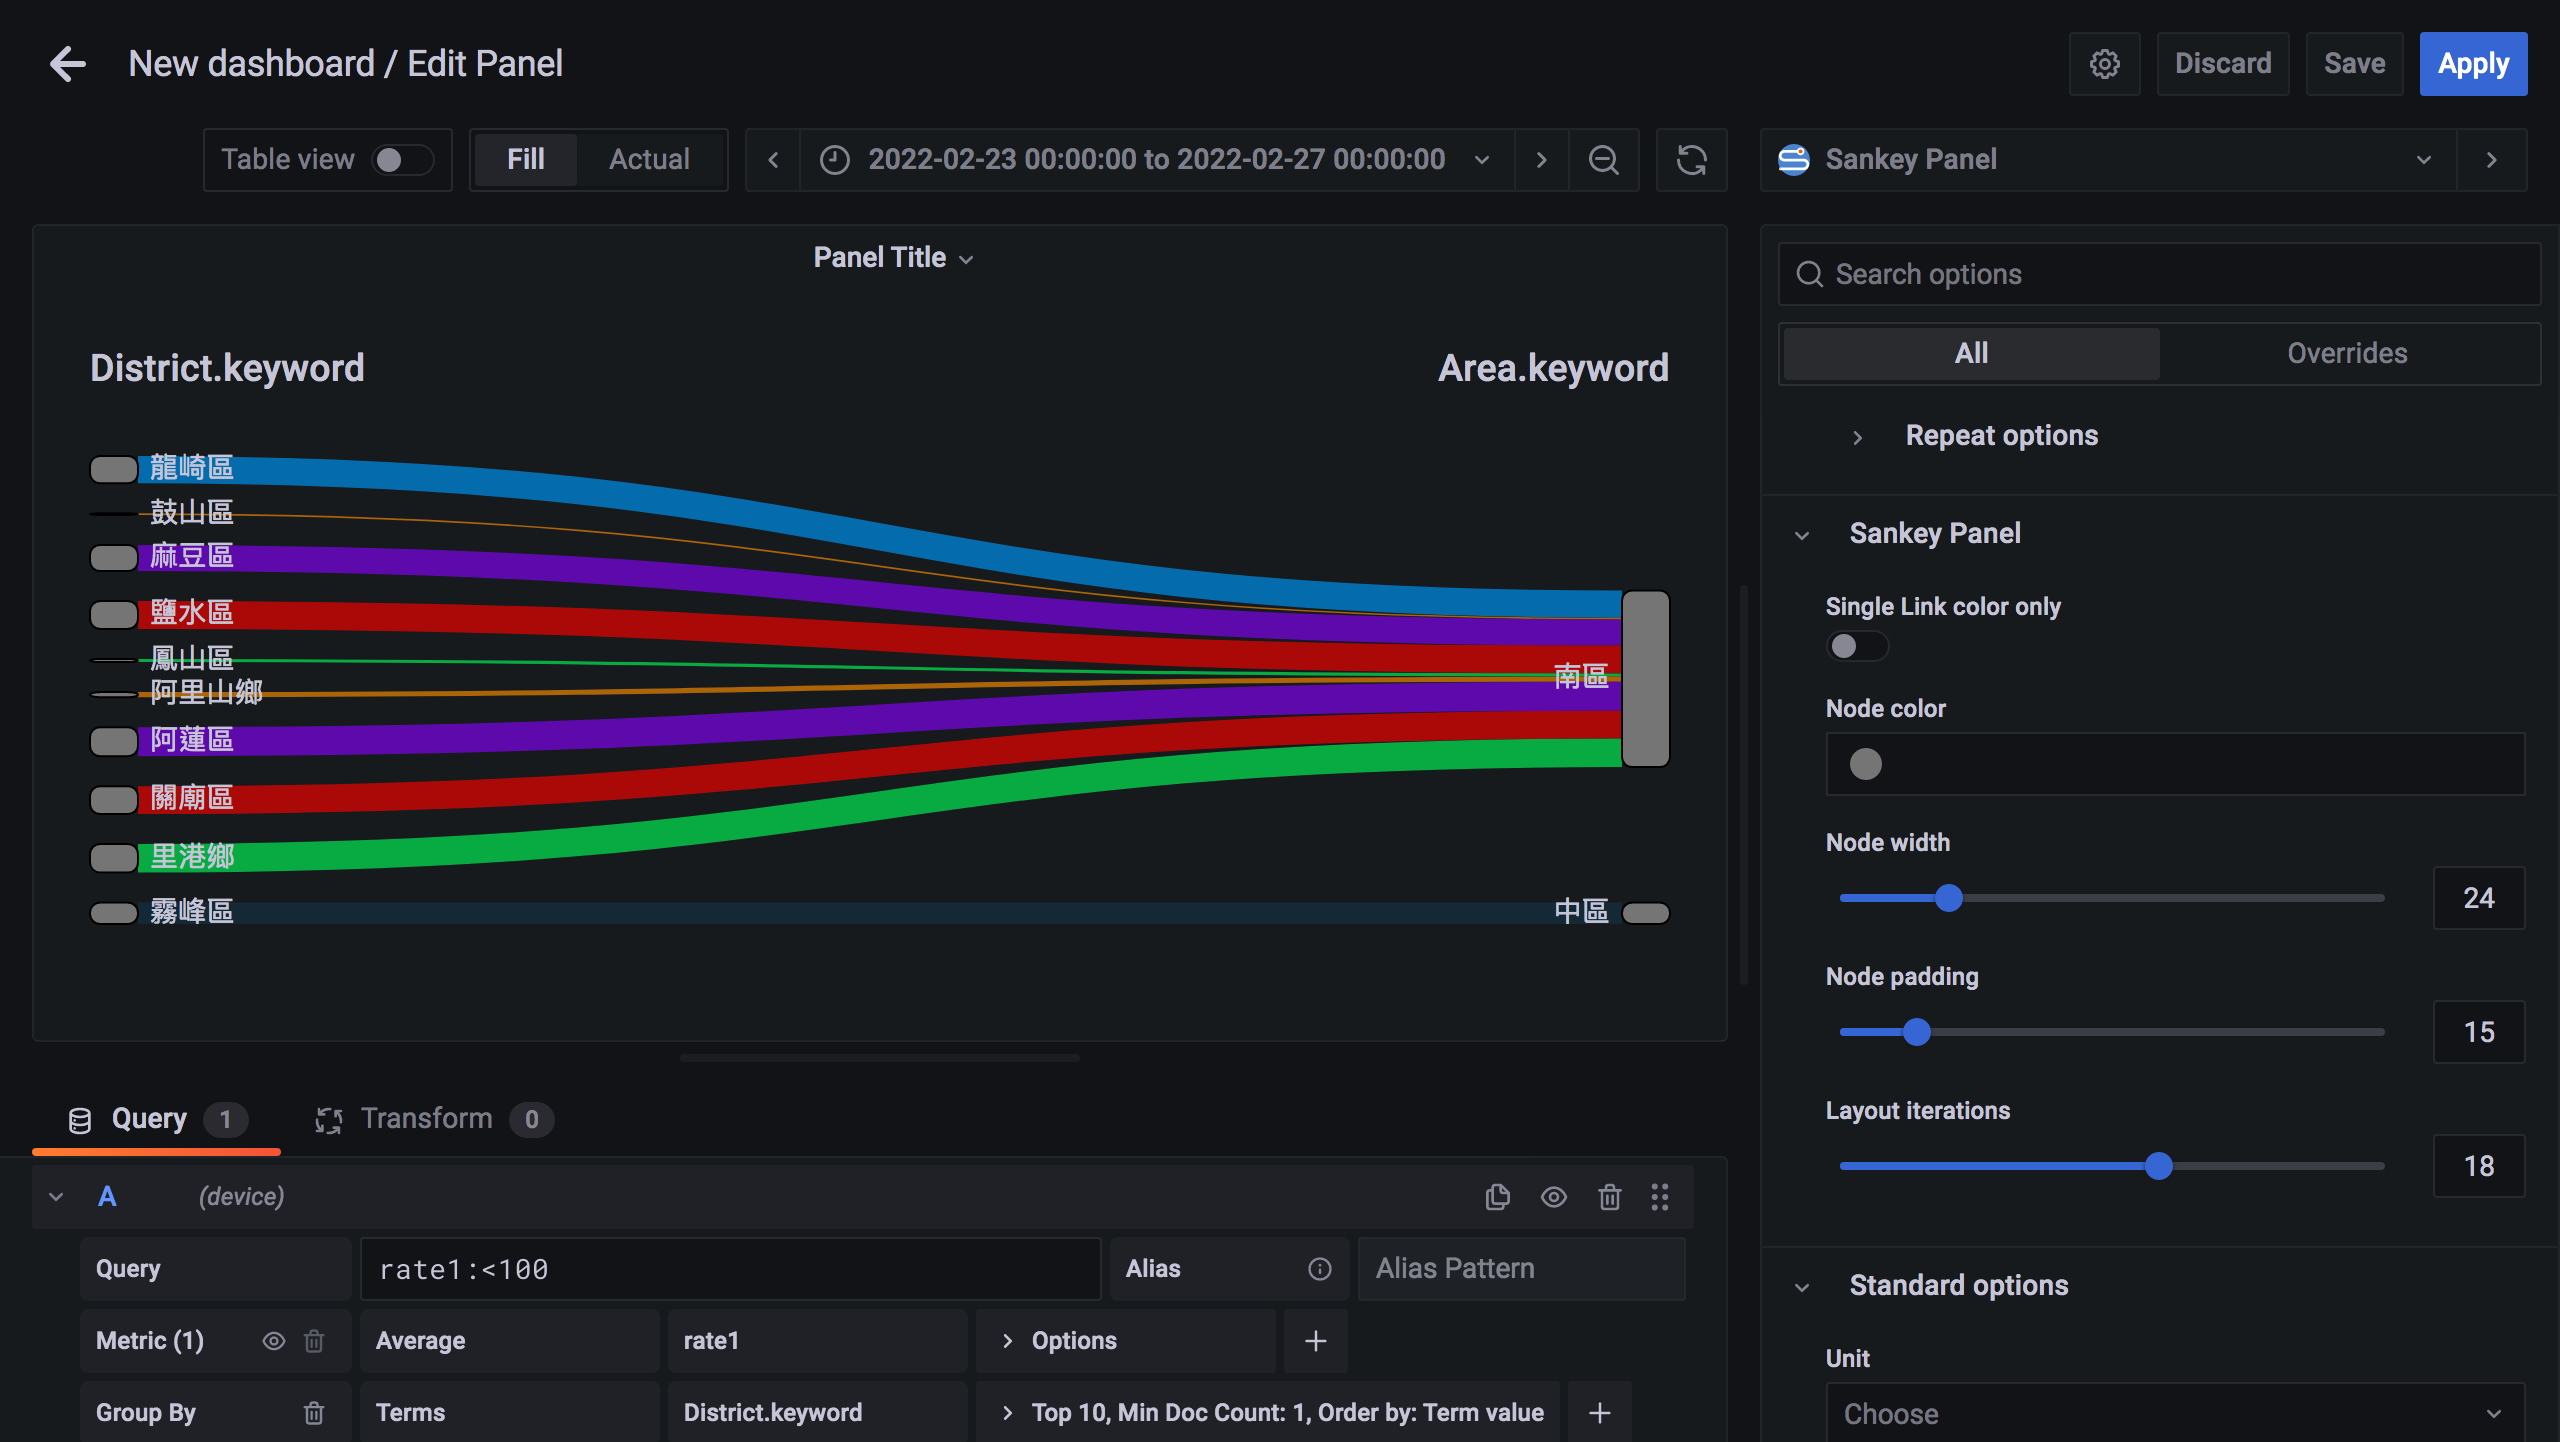 New dashboard / Edit Panel
Discard
Save
Apply
Table view
Fill
Actual
2022-02-23 00:00:00 to 2022-02-27 00:00:00
Sankey Panel
Panel Title
Search options
All
Overrides
Repeat options
District.keyword
Area.keyword
龍崎區
鼓山區
麻豆區
鹽水區
鳳山區
阿里山鄉
阿蓮區
關廟區
里港鄉
霧峰區
南區
中區
Sankey Panel
Single Link color only
Node color
Node width
24
Node padding
15
Layout iterations
18
Query 1
Transform 0
A (device)
Query
rate1:<100
Alias
Alias Pattern
Metric (1)
Average
rate1
Options
Group By
Terms
District.keyword
Top 10, Min Doc Count: 1, Order by: Term value
Standard options
Unit
Choose